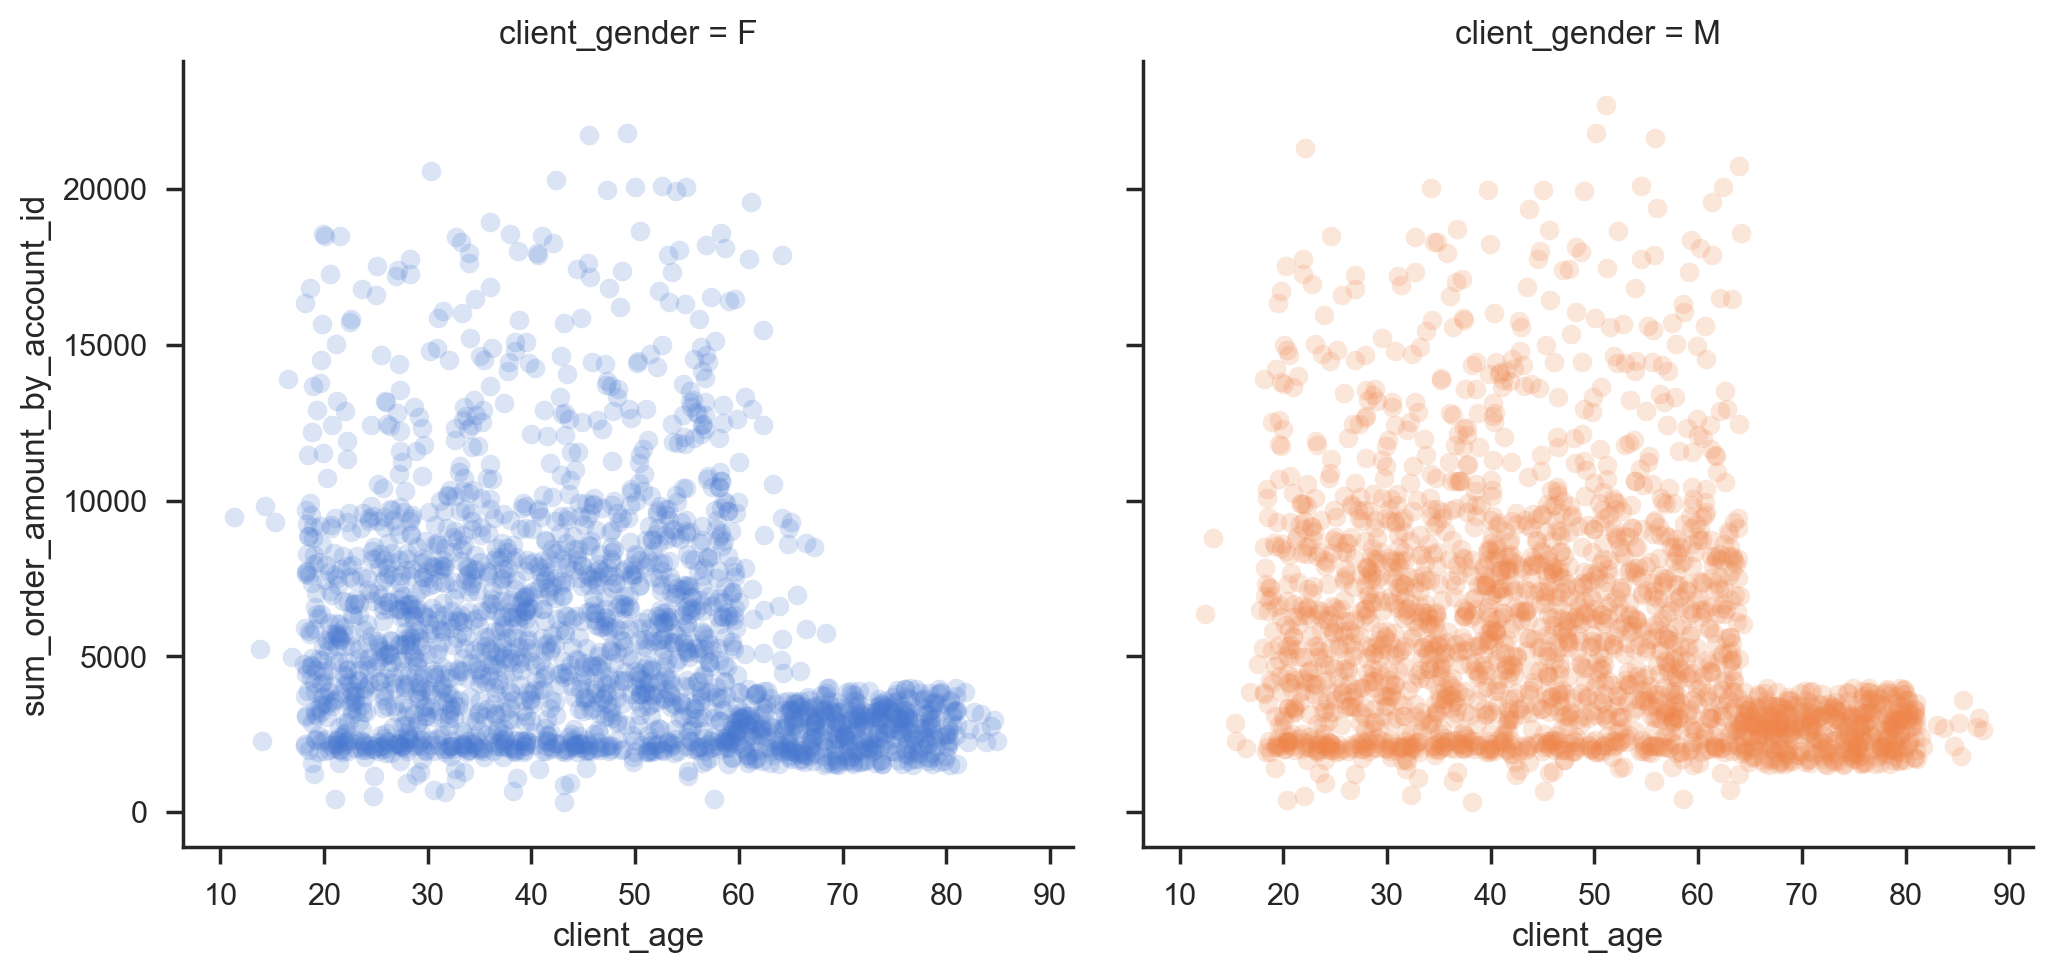 client_gender = F
client_gender = M
sum_order_amount_by_account_id
20000
15000
10000
5000
0
10 20 30 40 50 60 70 80 90
10 20 30 40 50 60 70 80 90
client_age
client_age